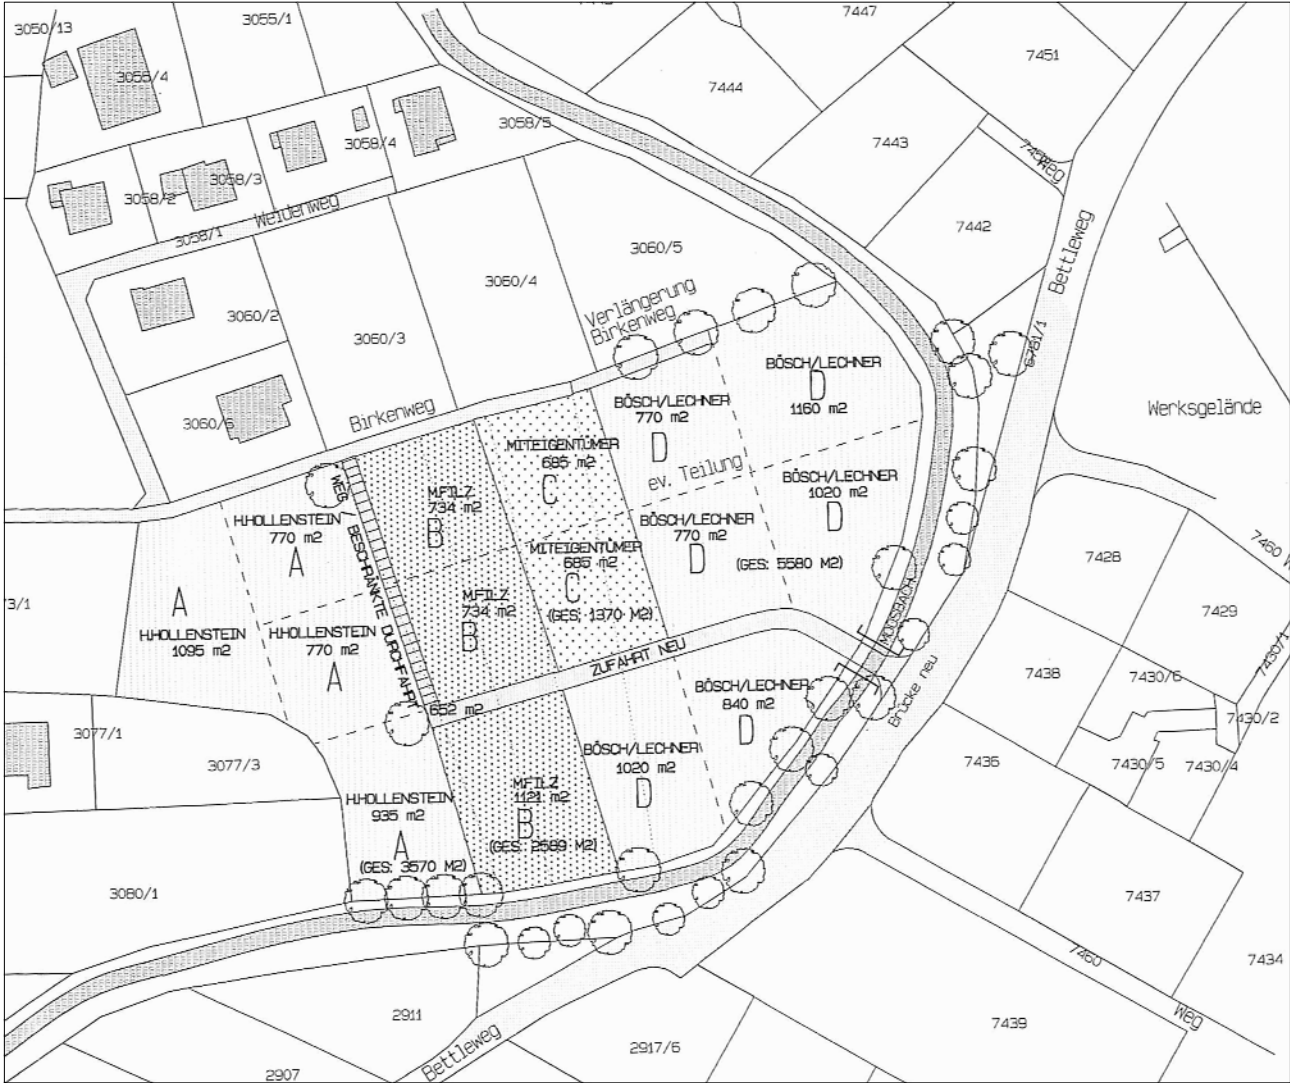 3050/13
3055/1
7447
7451
3055/4
7444
3058/5
3058/4
7443
3058/3
3058/2
Weg
Weidenweg
3058/1
7442
Bettleweg
3060/5
3060/4
Verlängerung
Birkenweg
3060/2
3060/3
6781/1
BÖSCH/LECHNER
D
1160 m2
BÖSCH/LECHNER
770 m2
D
Werksgelände
Birkenweg
3060/6
MITEIGENTÜMER
685 m2
C
ev. Teilung
BÖSCH/LECHNER
1020 m2
D
WEG / BESCHRÄNKTE DURCHFAHRT
M.FILZ
734 m2
B
H.HOLLENSTEIN
770 m2
A
BÖSCH/LECHNER
770 m2
D
(GES: 5580 M2)
MITEIGENTÜMER
685 m2
C
(GES: 1370 M2)
7428
7460
3/1
A
H.HOLLENSTEIN
1095 m2
H.HOLLENSTEIN
770 m2
A
M.FILZ
734 m2
B
MOOSBACH
7429
7430/1
ZUFAHRT NEU
7438
7430/6
BÖSCH/LECHNER
840 m2
D
Brücke neu
652 m2
7430/2
3077/1
3077/3
BÖSCH/LECHNER
1020 m2
D
7435
7430/5
7430/4
M.FILZ
1121 m2
B
(GES: 2589 M2)
H.HOLLENSTEIN
935 m2
A
(GES: 3570 M2)
3080/1
7437
7460
7434
Weg
2911
7439
Bettleweg
2917/6
2907